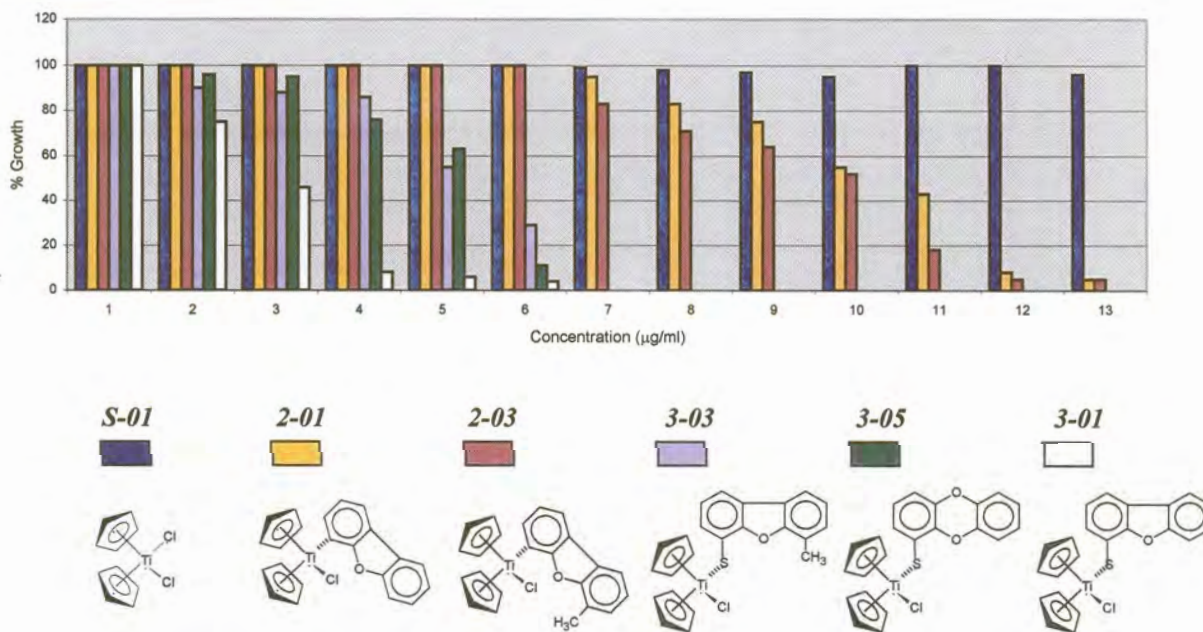 120
100
80
60
40
20
0
% Growth
1 2 3 4 5 6 7 8 9 10 11 12 13
Concentration (µg/ml)
S-01 2-01 2-03 3-03 3-05 3-01
Ti Cl Cl
Ti Cl O
Ti Cl O H₃C
S O CH₃ Ti Cl
O O S Ti Cl
S O Ti Cl